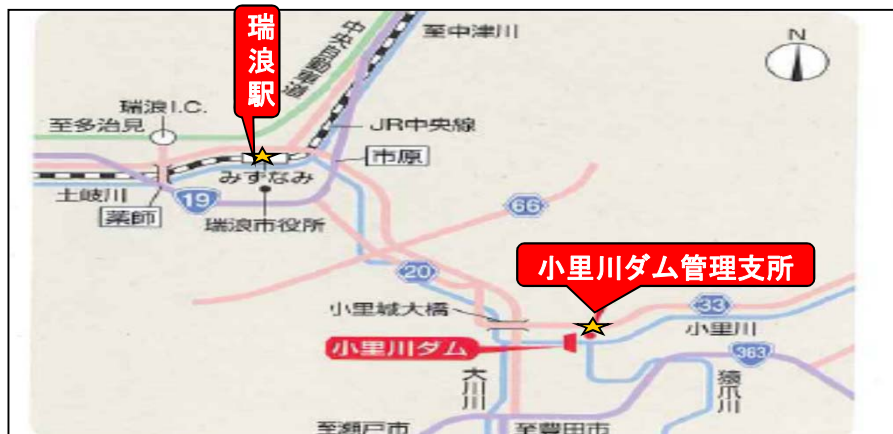 瑞浪駅
中央自動車道
至中津川
N
瑞浪I.C.
至多治見
JR中央線
市原
みずなみ
土岐川
19
薬師
瑞浪市役所
66
20
小里川ダム管理支所
小里城大橋
33
小里川
小里川ダム
363
大川川
猿爪川
至瀬戸市
至豊田市